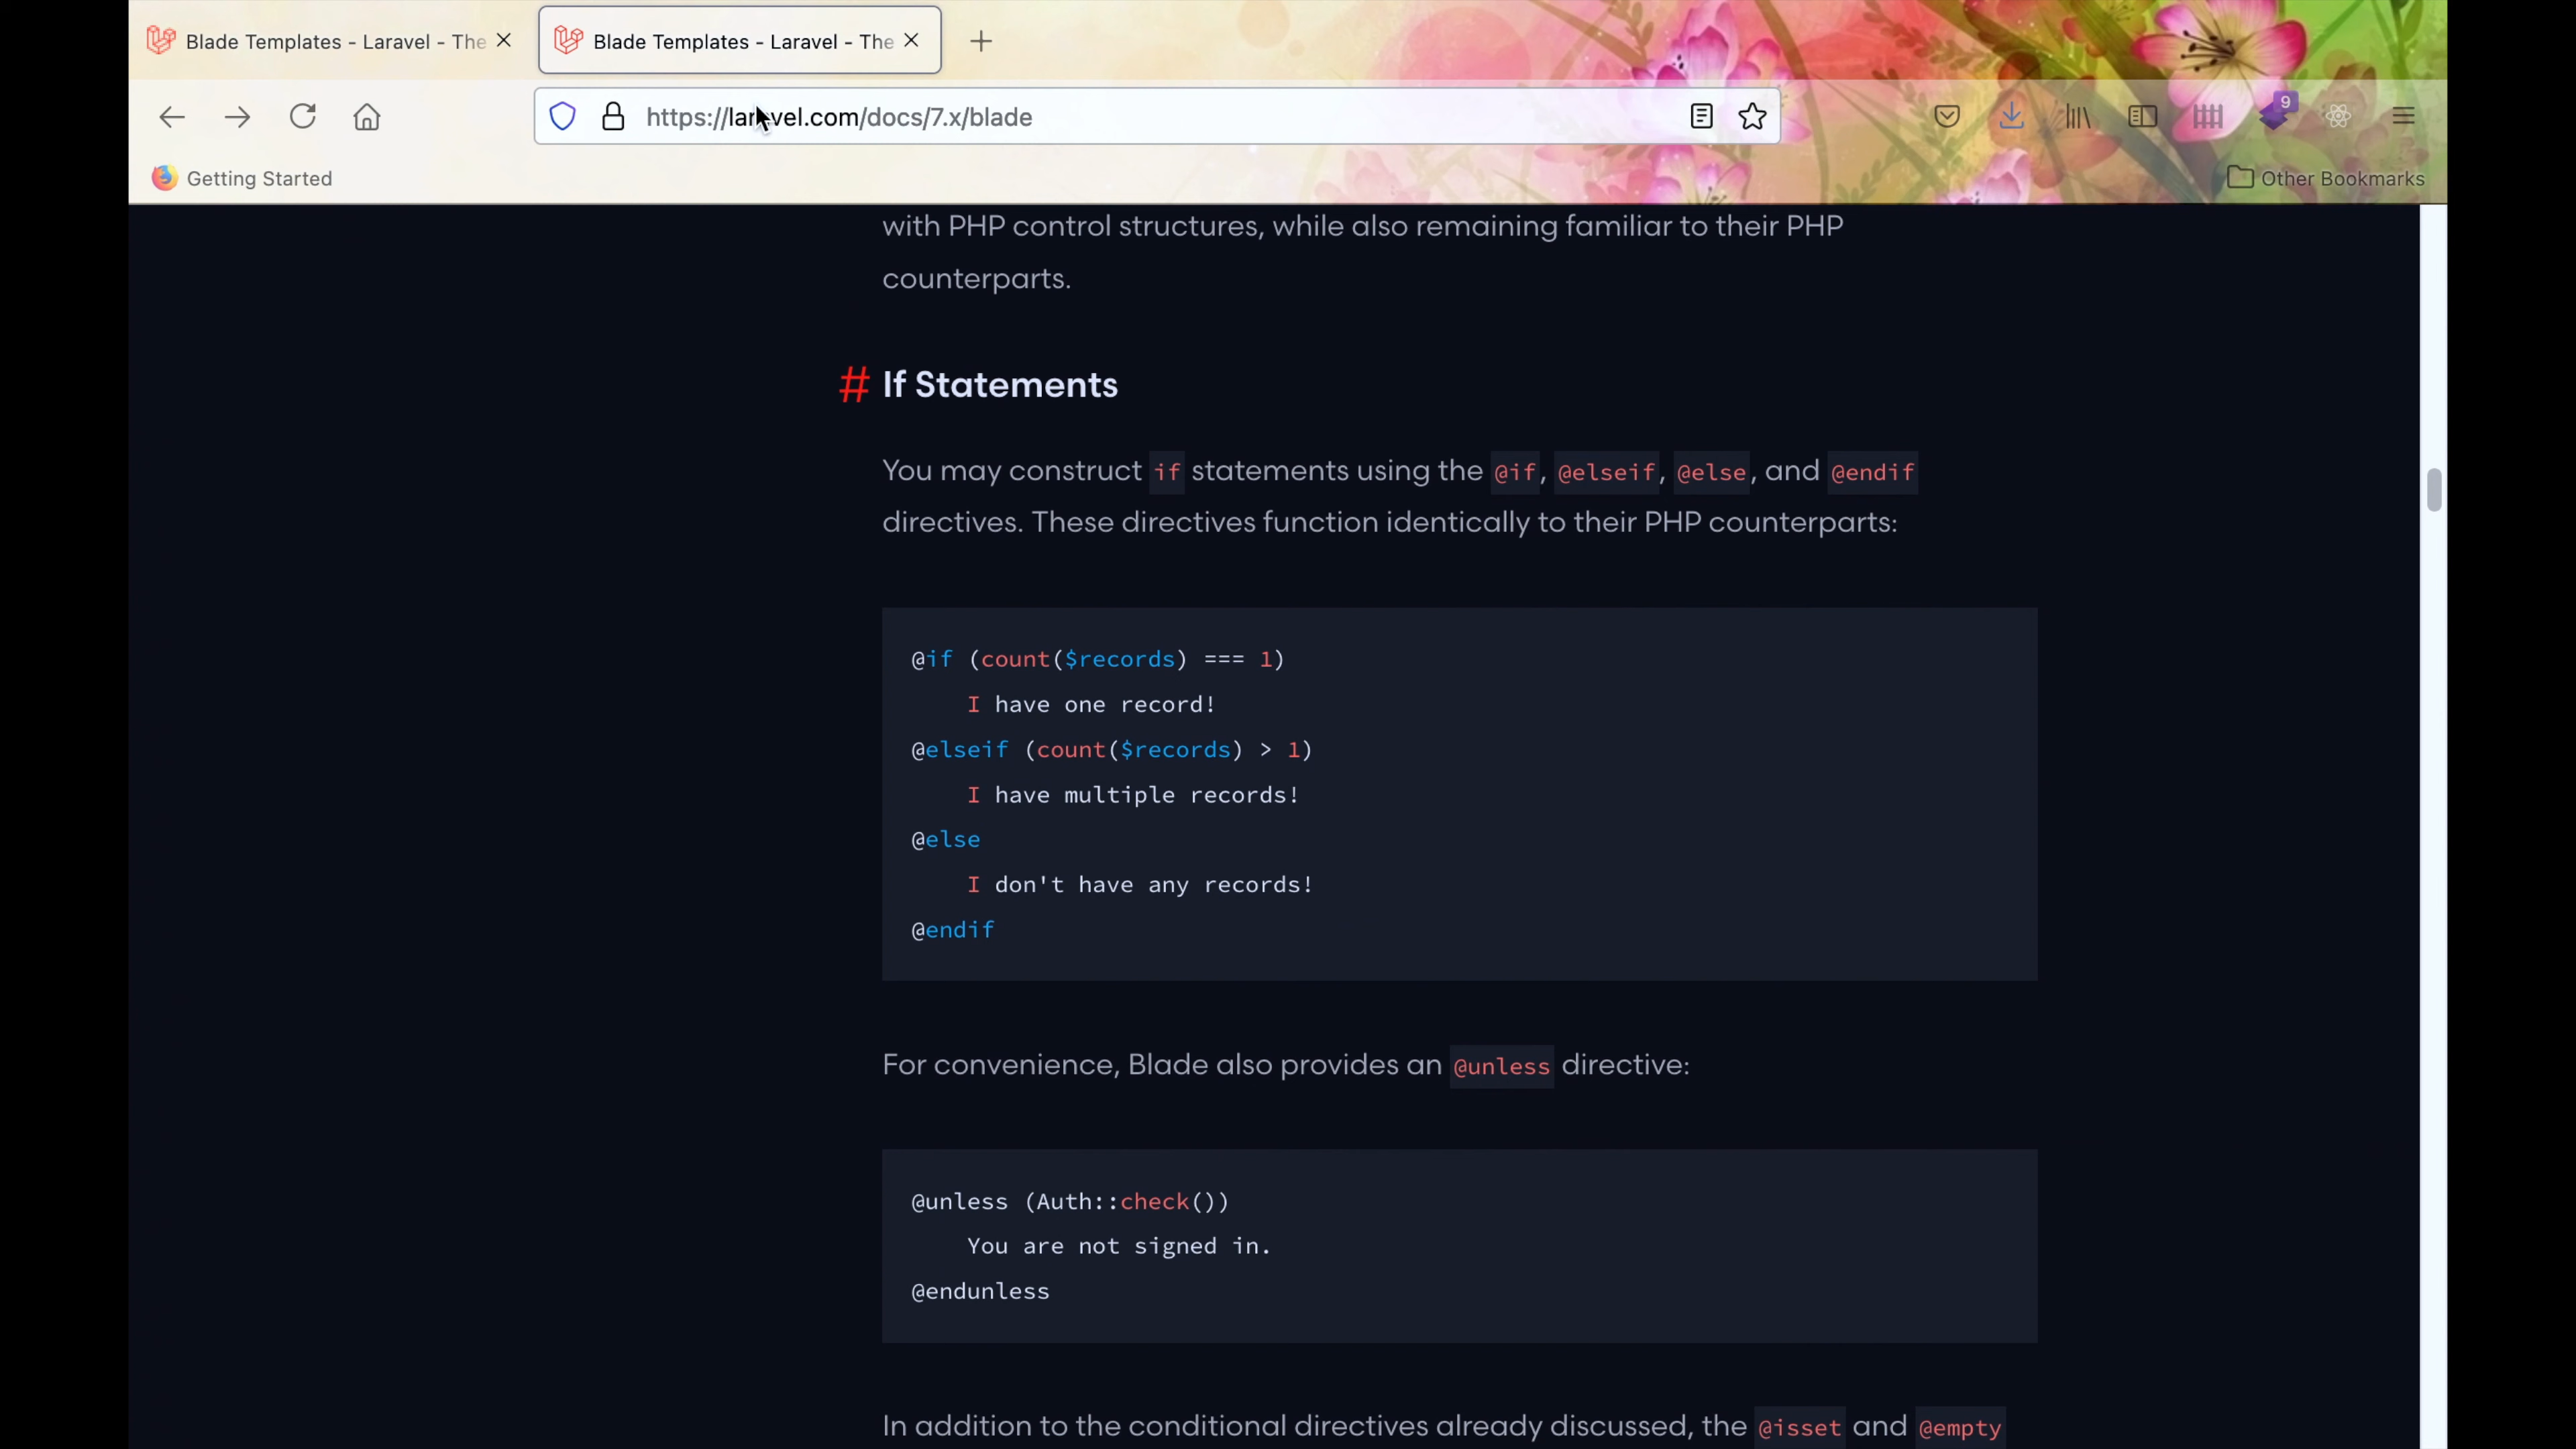 Blade Templates - Laravel - The
Blade Templates - Laravel - The
https://laravel.com/docs/7.x/blade
9
Getting Started
Other Bookmarks
with PHP control structures, while also remaining familiar to their PHP
counterparts.
# If Statements
You may construct if statements using the @if, @elseif, @else, and @endif
directives. These directives function identically to their PHP counterparts:
@if (count($records) === 1)
    I have one record!
@elseif (count($records) > 1)
    I have multiple records!
@else
    I don't have any records!
@endif
For convenience, Blade also provides an @unless directive:
@unless (Auth::check())
    You are not signed in.
@endunless
In addition to the conditional directives already discussed, the @isset and @empty